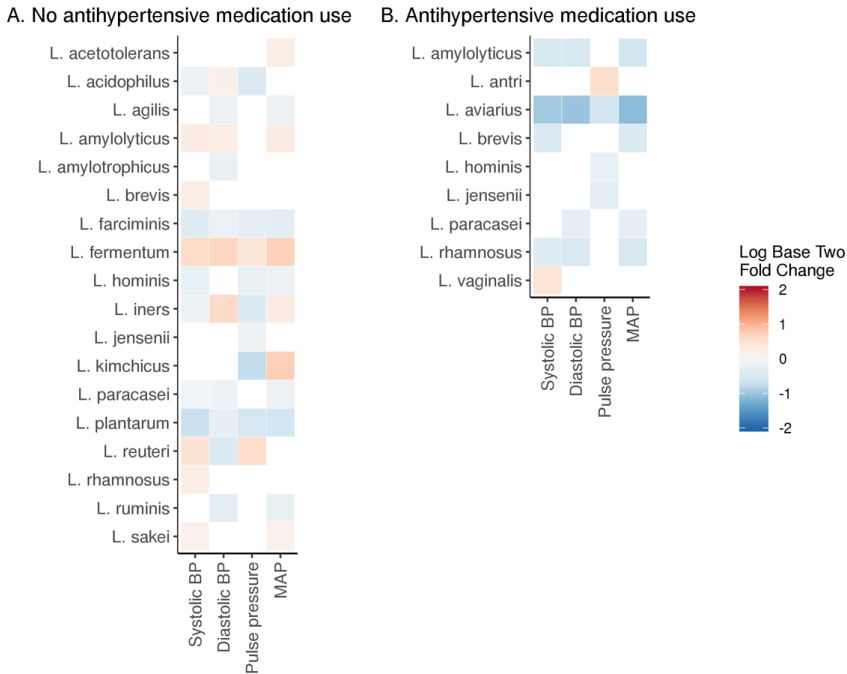 A. No antihypertensive medication use
L. acetotolerans
L. acidophilus
L. agilis
L. amylolyticus
L. amylotrophicus
L. brevis
L. farciminis
L. fermentum
L. hominis
L. iners
L. jensenii
L. kimchicus
L. paracasei
L. plantarum
L. reuteri
L. rhamnosus
L. ruminis
L. sakei
Systolic BP
Diastolic BP
Pulse pressure
MAP
B. Antihypertensive medication use
L. amylolyticus
L. antri
L. aviarius
L. brevis
L. hominis
L. jensenii
L. paracasei
L. rhamnosus
L. vaginalis
Systolic BP
Diastolic BP
Pulse pressure
MAP
Log Base Two
Fold Change
2
1
0
-1
-2